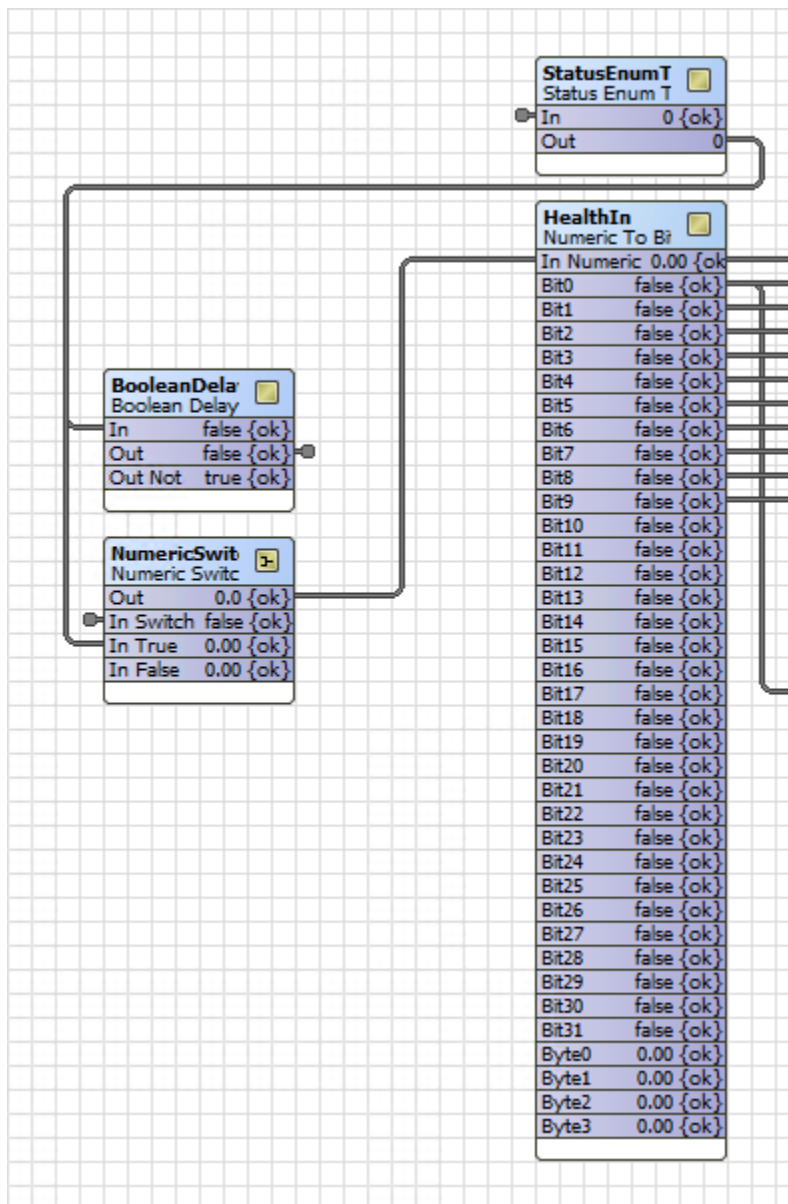 StatusEnumT
Status Enum T
In 0 {ok}
Out 0
HealthIn
Numeric To Bi
In Numeric 0.00 {ok
Bit0 false {ok}
Bit1 false {ok}
Bit2 false {ok}
Bit3 false {ok}
Bit4 false {ok}
Bit5 false {ok}
Bit6 false {ok}
Bit7 false {ok}
Bit8 false {ok}
Bit9 false {ok}
Bit10 false {ok}
Bit11 false {ok}
Bit12 false {ok}
Bit13 false {ok}
Bit14 false {ok}
Bit15 false {ok}
Bit16 false {ok}
Bit17 false {ok}
Bit18 false {ok}
Bit19 false {ok}
Bit20 false {ok}
Bit21 false {ok}
Bit22 false {ok}
Bit23 false {ok}
Bit24 false {ok}
Bit25 false {ok}
Bit26 false {ok}
Bit27 false {ok}
Bit28 false {ok}
Bit29 false {ok}
Bit30 false {ok}
Bit31 false {ok}
Byte0 0.00 {ok}
Byte1 0.00 {ok}
Byte2 0.00 {ok}
Byte3 0.00 {ok}
BooleanDela
Boolean Delay
In false {ok}
Out false {ok}
Out Not true {ok}
NumericSwit
Numeric Switc
Out 0.0 {ok}
In Switch false {ok}
In True 0.00 {ok}
In False 0.00 {ok}